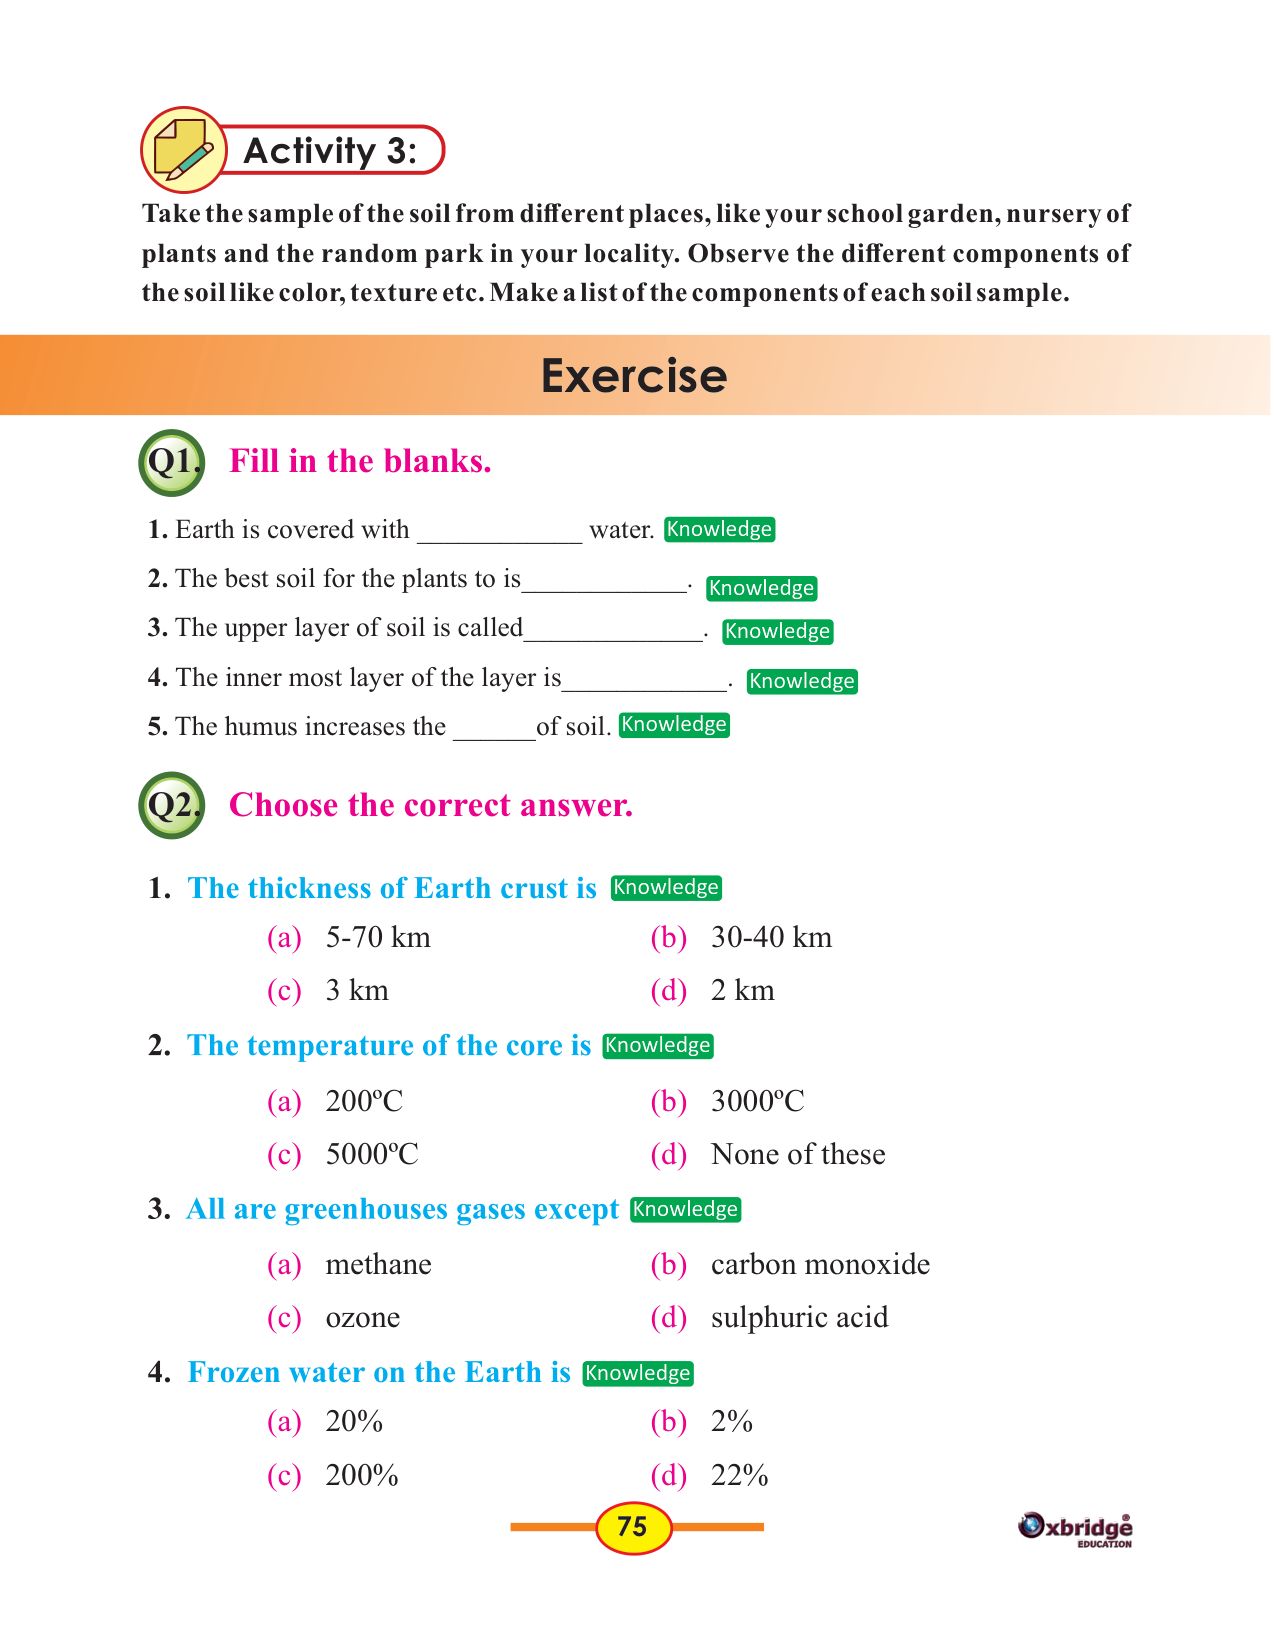 Activity 3:
Take the sample of the soil from different places, like your school garden, nursery of
plants and the random park in your locality. Observe the different components of
the soil like color, texture etc. Make a list of the components of each soil sample.
Exercise
Q1. Fill in the blanks.
1. Earth is covered with ____________ water. Knowledge
2. The best soil for the plants to is____________. Knowledge
3. The upper layer of soil is called_____________. Knowledge
4. The inner most layer of the layer is____________. Knowledge
5. The humus increases the ______of soil. Knowledge
Q2. Choose the correct answer.
1. The thickness of Earth crust is Knowledge
(a) 5-70 km (b) 30-40 km
(c) 3 km (d) 2 km
2. The temperature of the core is Knowledge
(a) 200ºC (b) 3000ºC
(c) 5000ºC (d) None of these
3. All are greenhouses gases except Knowledge
(a) methane (b) carbon monoxide
(c) ozone (d) sulphuric acid
4. Frozen water on the Earth is Knowledge
(a) 20% (b) 2%
(c) 200% (d) 22%
75
Oxbridge®
EDUCATION